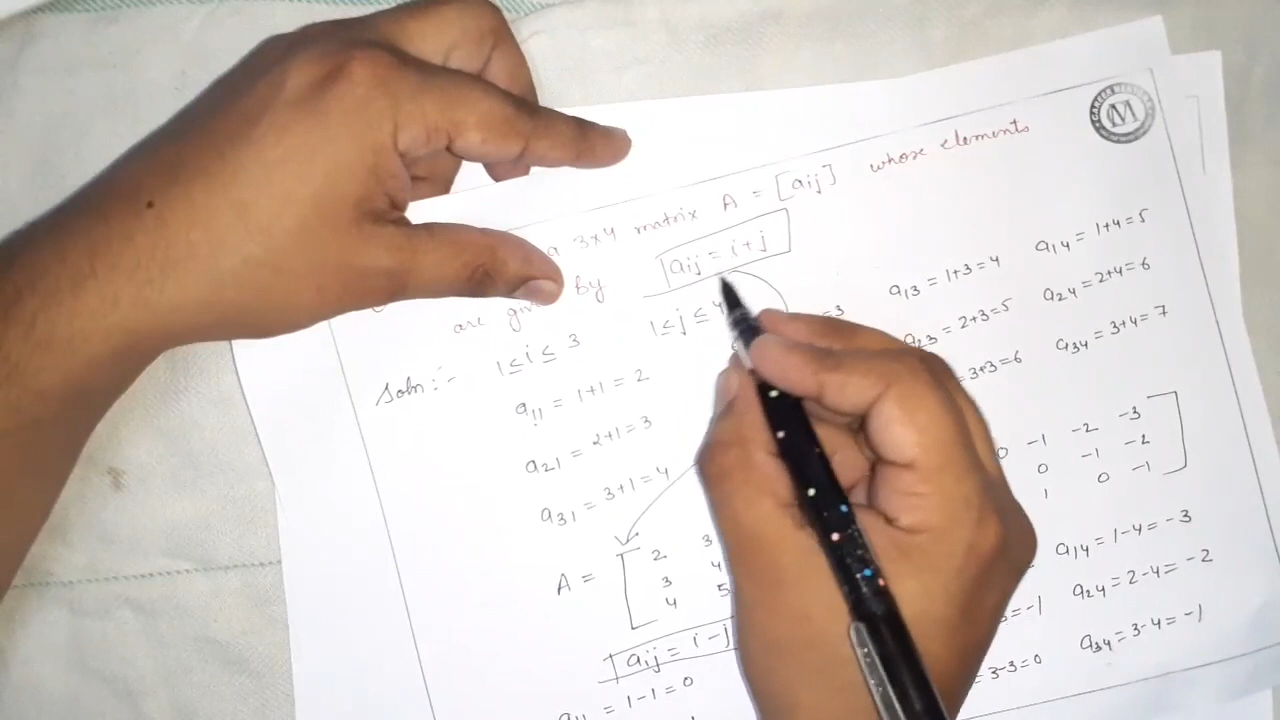 a 3×4 matrix A = [aij] whose elements
are given by aij = i+j
Soln:- 1≤i≤3 1≤j≤4
a11 = 1+1=2 =3 a13 = 1+3=4 a14 = 1+4=5
a21 = 2+1=3 a23 = 2+3=5 a24 = 2+4=6
a31 = 3+1=4 =3+3=6 a34 = 3+4=7
A = [ 2 3
3 4
4 5
0 -1 -2 -3 ]
0 -1 -2
1 0 -1
aij = i-j
a14 = 1-4=-3
=-1 a24 = 2-4=-2
= 1-1=0 = 3-3=0 a34 = 3-4=-1
M